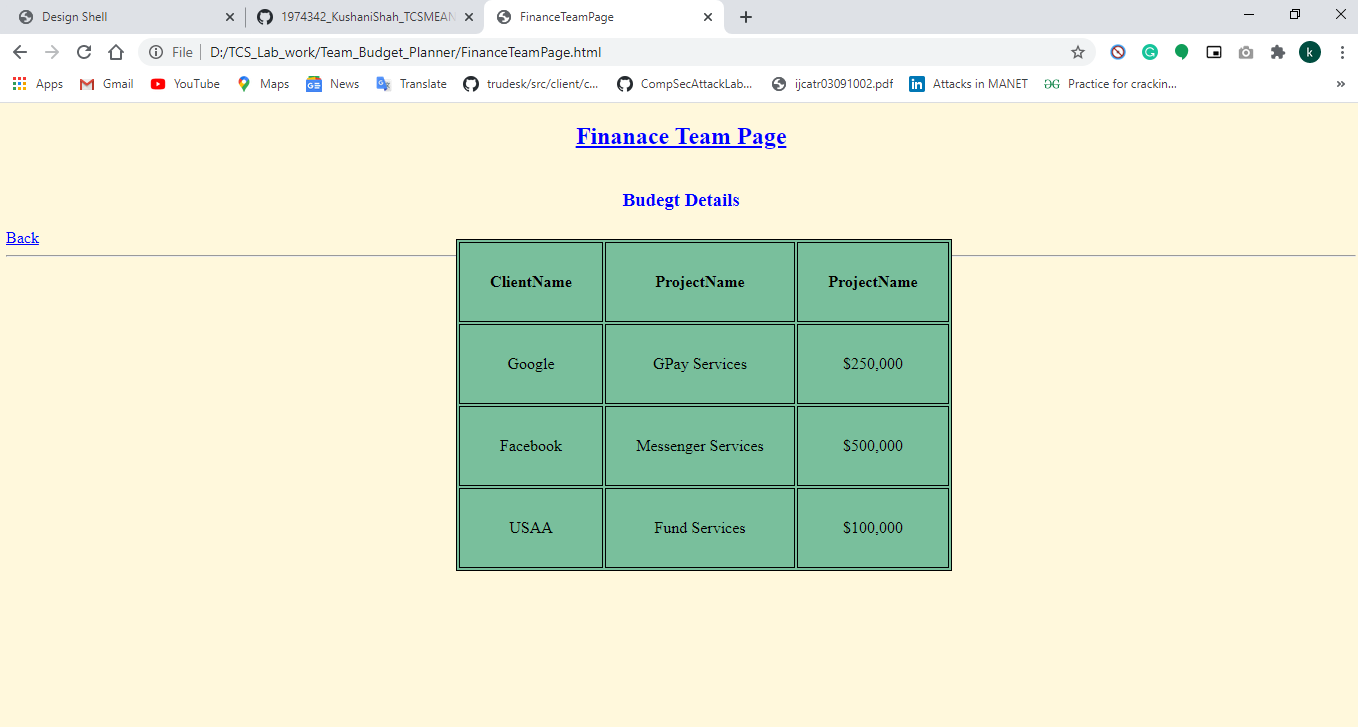 Design Shell 1974342_KushaniShah_TCSMEAN FinanceTeamPage
File D:/TCS_Lab_work/Team_Budget_Planner/FinanceTeamPage.html k
Apps Gmail YouTube Maps News Translate trudesk/src/client/c... CompSecAttackLab... ijcatr03091002.pdf Attacks in MANET Practice for crackin... »
Finanace Team Page
Budegt Details
Back
ClientName ProjectName ProjectName
Google GPay Services $250,000
Facebook Messenger Services $500,000
USAA Fund Services $100,000